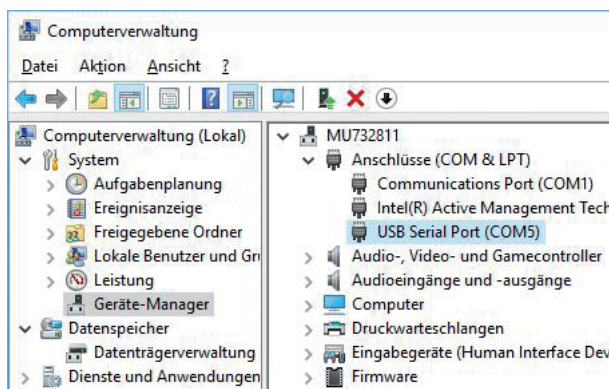 Computerverwaltung
Datei Aktion Ansicht ?
Computerverwaltung (Lokal)
System
Aufgabenplanung
Ereignisanzeige
Freigegebene Ordner
Lokale Benutzer und Gru
Leistung
Geräte-Manager
Datenspeicher
Datenträgerverwaltung
Dienste und Anwendungen
MU732811
Anschlüsse (COM & LPT)
Communications Port (COM1)
Intel(R) Active Management Tech
USB Serial Port (COM5)
Audio-, Video- und Gamecontroller
Audioeingänge und -ausgänge
Computer
Druckwarteschlangen
Eingabegeräte (Human Interface Dev
Firmware